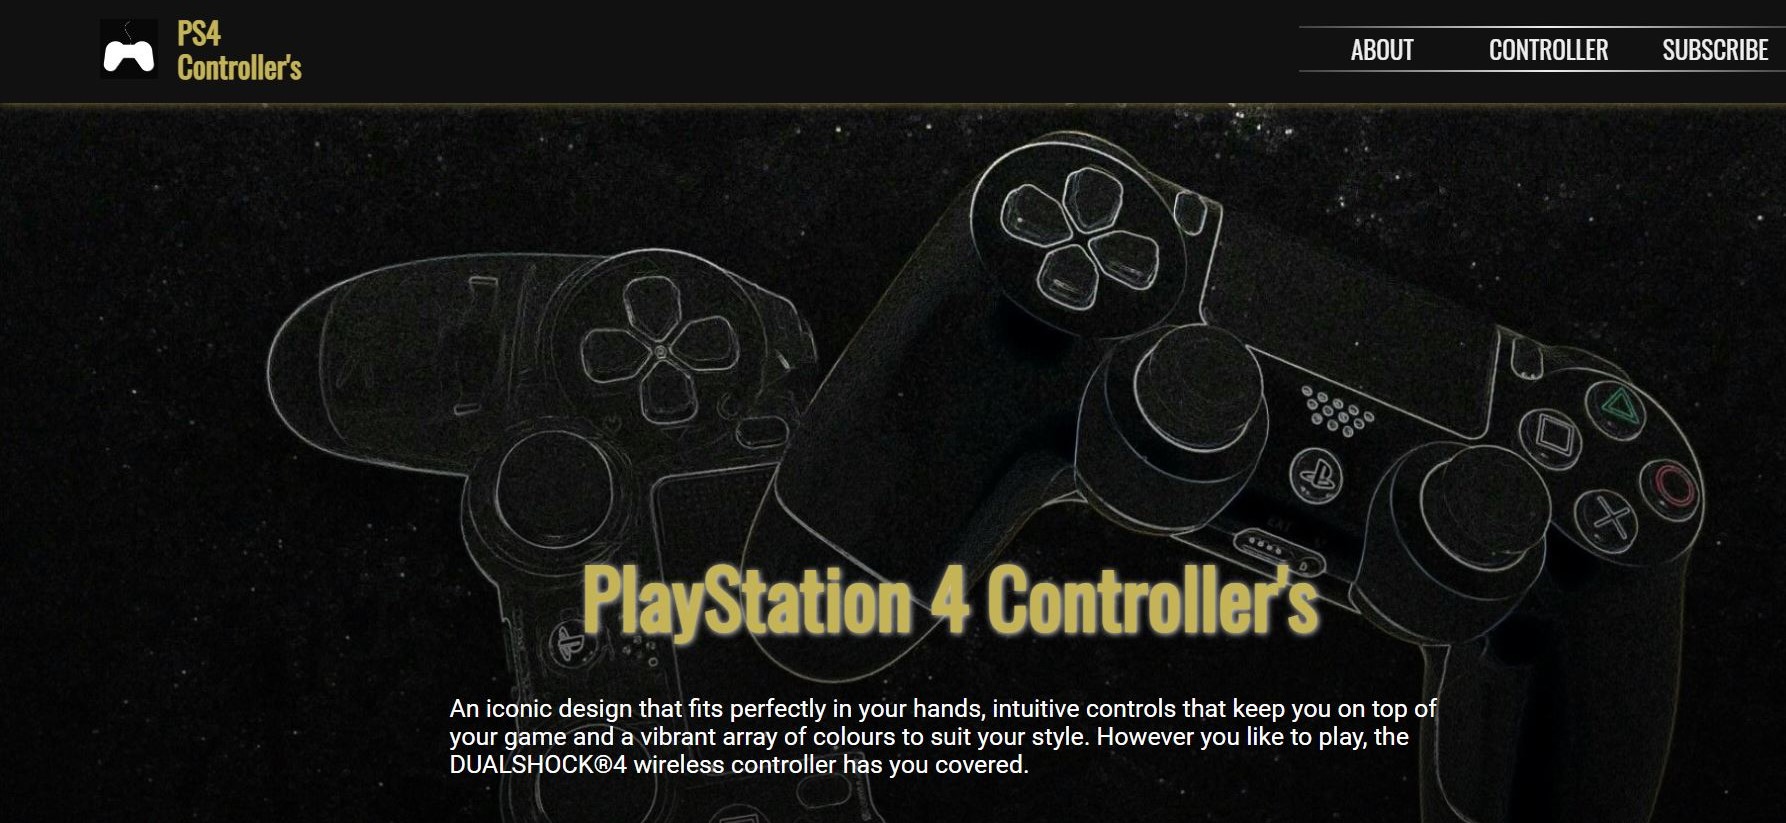 PS4
Controller's
ABOUT
CONTROLLER
SUBSCRIBE
PlayStation 4 Controller's
An iconic design that fits perfectly in your hands, intuitive controls that keep you on top of
your game and a vibrant array of colours to suit your style. However you like to play, the
DUALSHOCK®4 wireless controller has you covered.